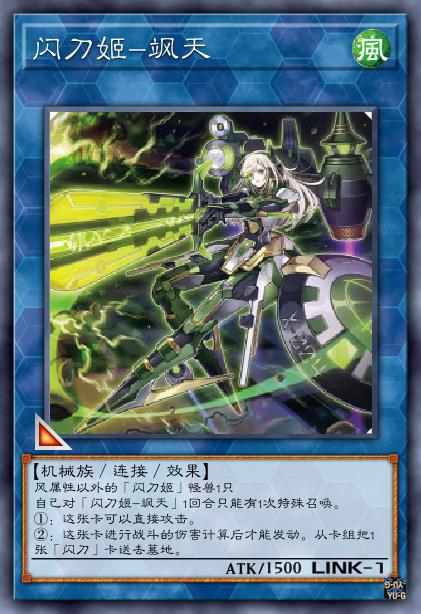 闪刀姬-飒天
風
【机械族／连接／效果】
风属性以外的「闪刀姬」怪兽1只
自己对「闪刀姬-飒天」1回合只能有1次特殊召唤。
①：这张卡可以直接攻击。
②：这张卡进行战斗的伤害计算后才能发动。从卡组把1
张「闪刀」卡送去墓地。
ATK/1500 LINK-1